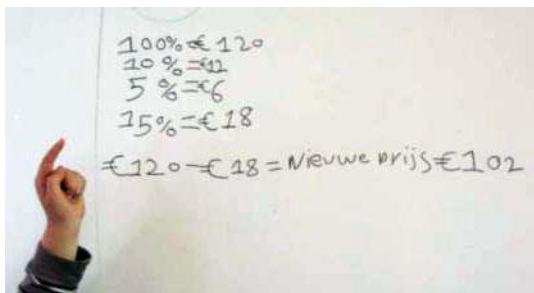 100% = € 120
10 % = €12
5 % = €6
15% = € 18
€120 - € 18 = Nieuwe prijs = €102